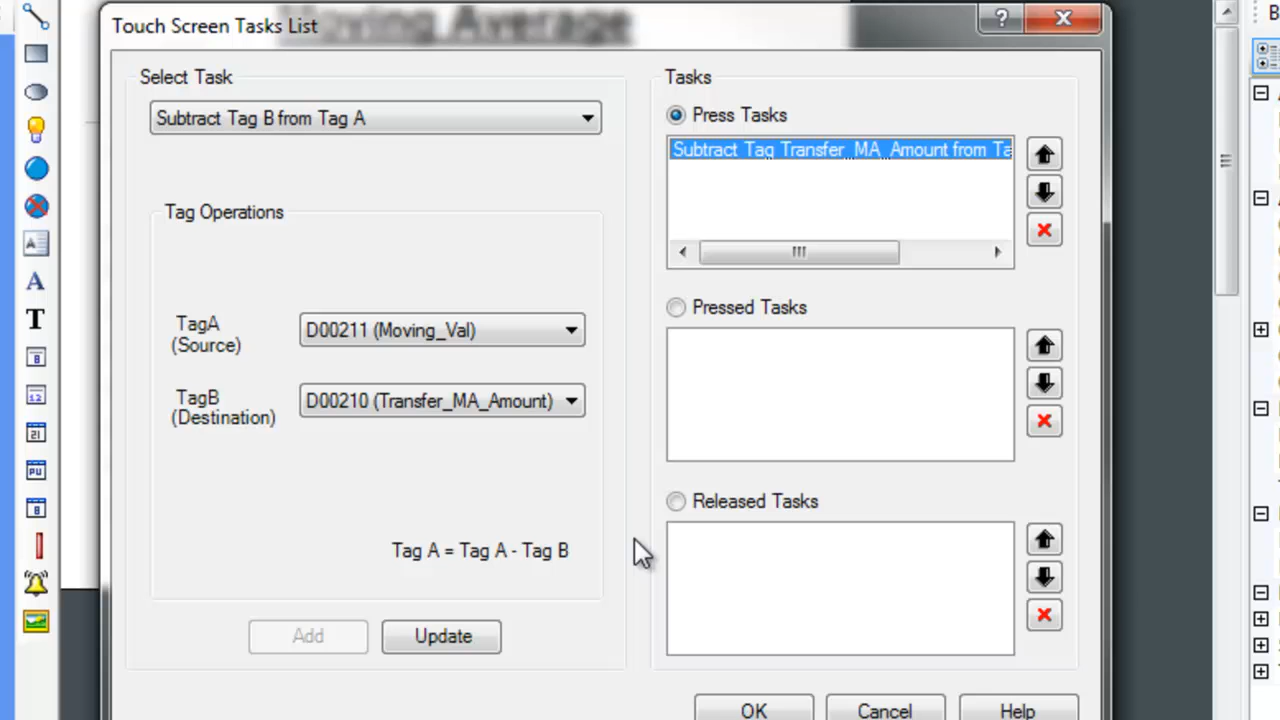 Moving Average
Touch Screen Tasks List
Select Task
Subtract Tag B from Tag A
Tag Operations
TagA
(Source)
D00211 (Moving_Val)
TagB
(Destination)
D00210 (Transfer_MA_Amount)
Tag A = Tag A - Tag B
Add
Update
Tasks
Press Tasks
Subtract Tag Transfer_MA_Amount from Ta
Pressed Tasks
Released Tasks
OK
Cancel
Help